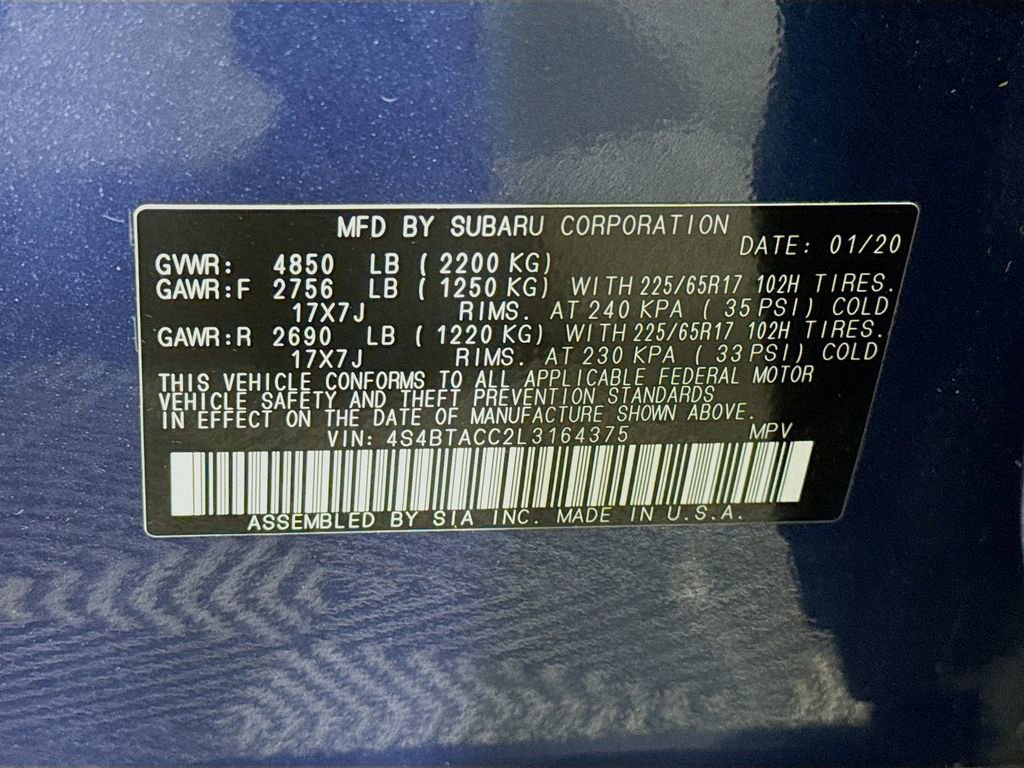 MFD BY SUBARU CORPORATION
DATE: 01/20
GVWR: 4850 LB ( 2200 KG)
GAWR:F 2756 LB ( 1250 KG) WITH 225/65R17 102H TIRES.
17X7J RIMS. AT 240 KPA ( 35 PSI) COLD
GAWR:R 2690 LB ( 1220 KG) WITH 225/65R17 102H TIRES.
17X7J RIMS. AT 230 KPA ( 33 PSI) COLD
THIS VEHICLE CONFORMS TO ALL APPLICABLE FEDERAL MOTOR
VEHICLE SAFETY AND THEFT PREVENTION STANDARDS
IN EFFECT ON THE DATE OF MANUFACTURE SHOWN ABOVE.
VIN: 4S4BTACC2L3164375 MPV
ASSEMBLED BY SIA INC. MADE IN U.S.A.